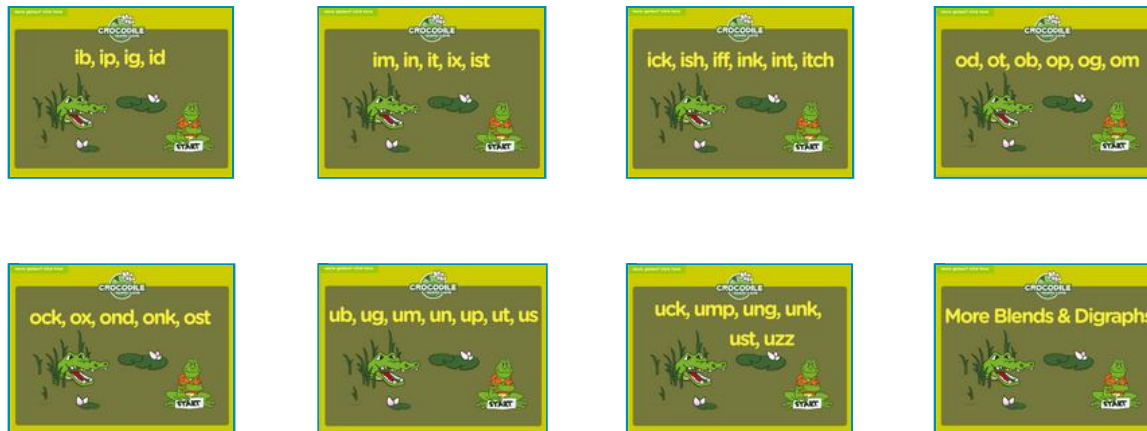 CROCODILE
ib, ip, ig, id
START
CROCODILE
im, in, it, ix, ist
START
CROCODILE
ick, ish, iff, ink, int, itch
START
CROCODILE
od, ot, ob, op, og, om
START
CROCODILE
ock, ox, ond, onk, ost
START
CROCODILE
ub, ug, um, un, up, ut, us
START
CROCODILE
uck, ump, ung, unk,
ust, uzz
START
CROCODILE
More Blends & Digraphs
START